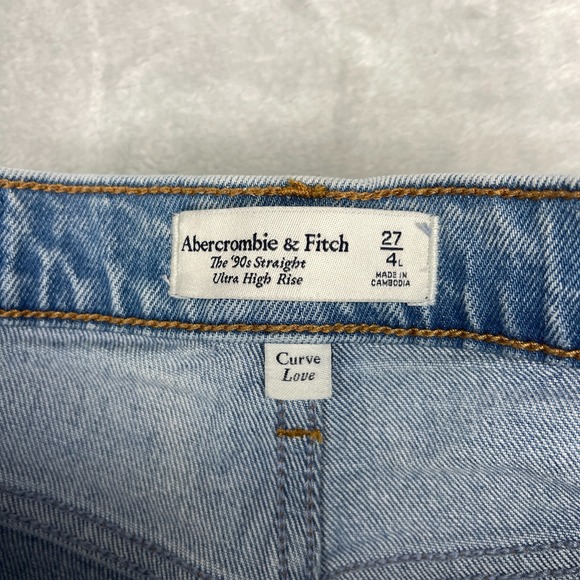 Abercrombie & Fitch
The '90s Straight
Ultra High Rise
27
4L
MADE IN
CAMBODIA
Curve
Love